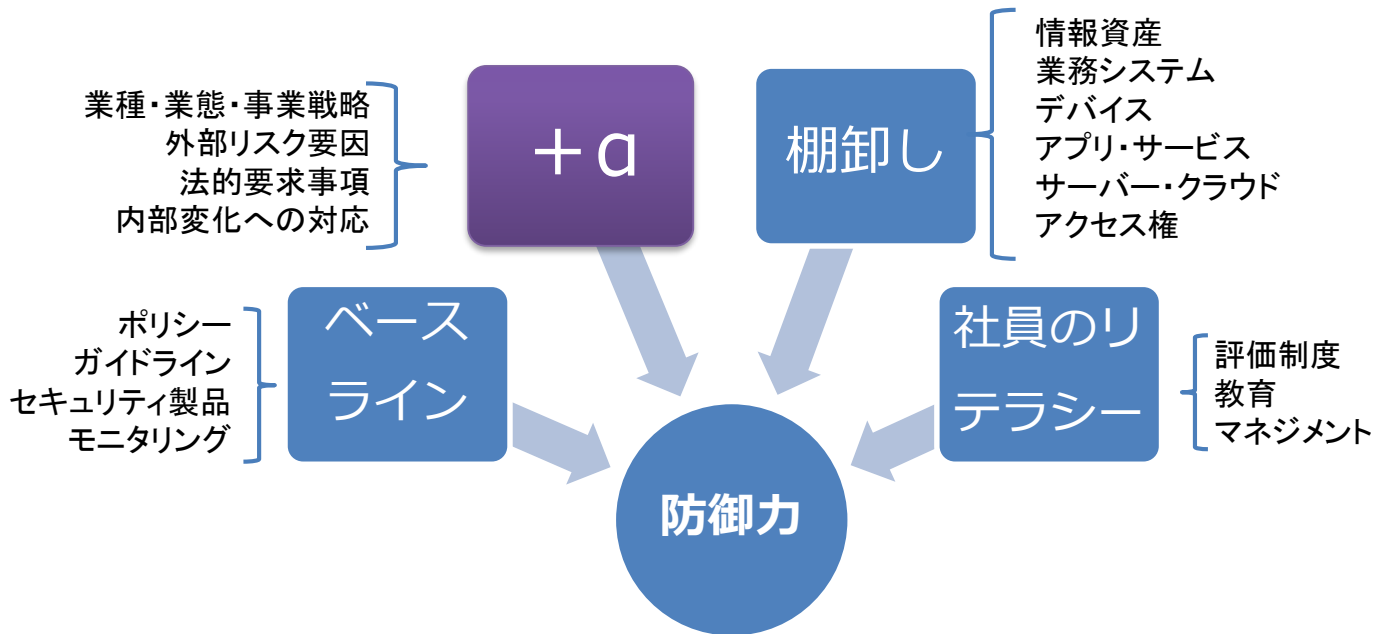 業種・業態・事業戦略
外部リスク要因
法的要求事項
内部変化への対応
＋α
棚卸し
情報資産
業務システム
デバイス
アプリ・サービス
サーバー・クラウド
アクセス権
ポリシー
ガイドライン
セキュリティ製品
モニタリング
ベース
ライン
社員のリ
テラシー
評価制度
教育
マネジメント
防御力